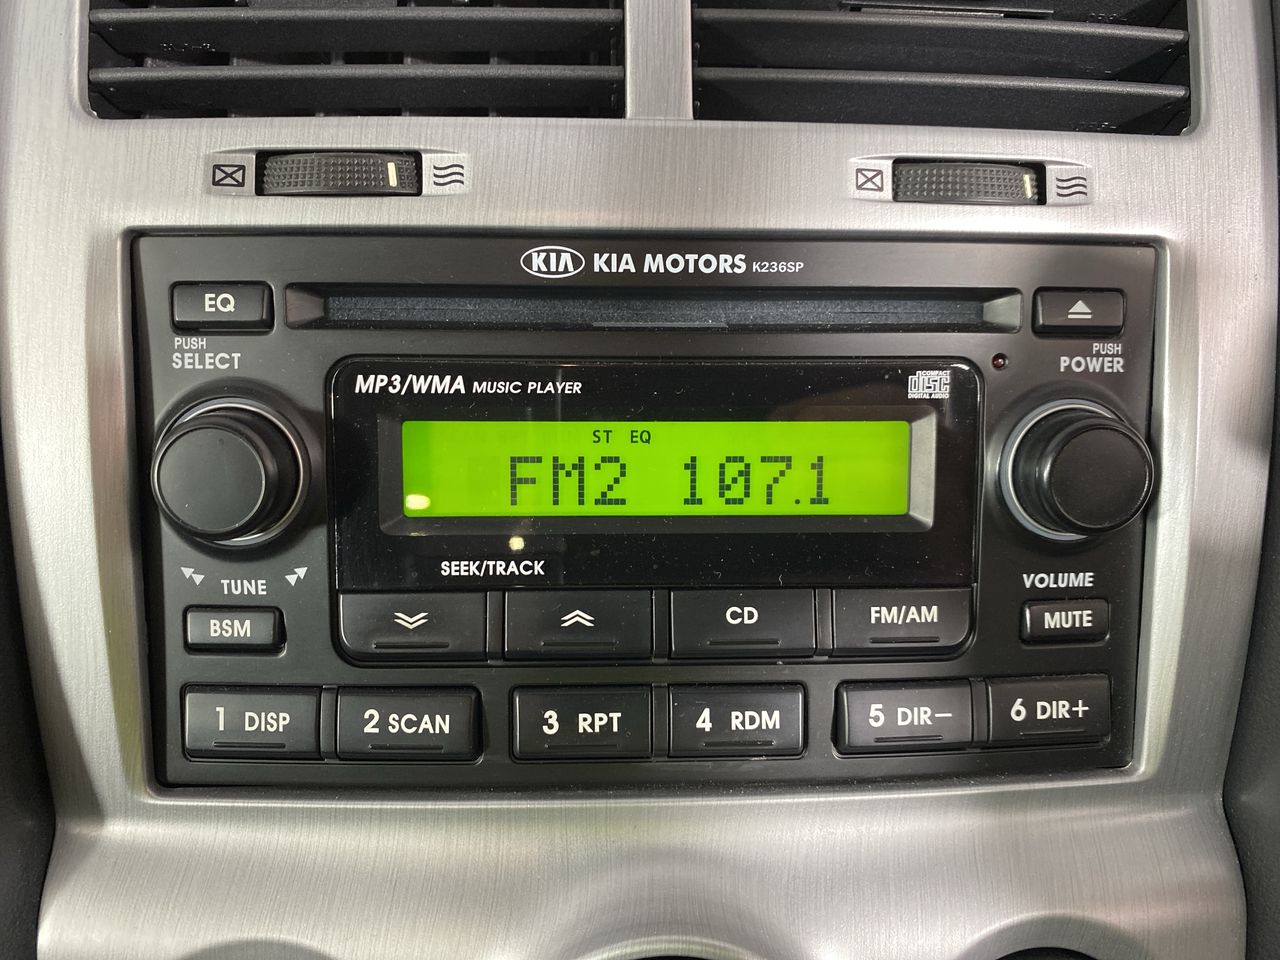 KIA KIA MOTORS K236SP
EQ
PUSH
SELECT
PUSH
POWER
MP3/WMA MUSIC PLAYER
COMPACT
disc
DIGITAL AUDIO
ST EQ
FM2 107.1
SEEK/TRACK
TUNE
VOLUME
BSM
CD
FM/AM
MUTE
1 DISP
2 SCAN
3 RPT
4 RDM
5 DIR−
6 DIR+